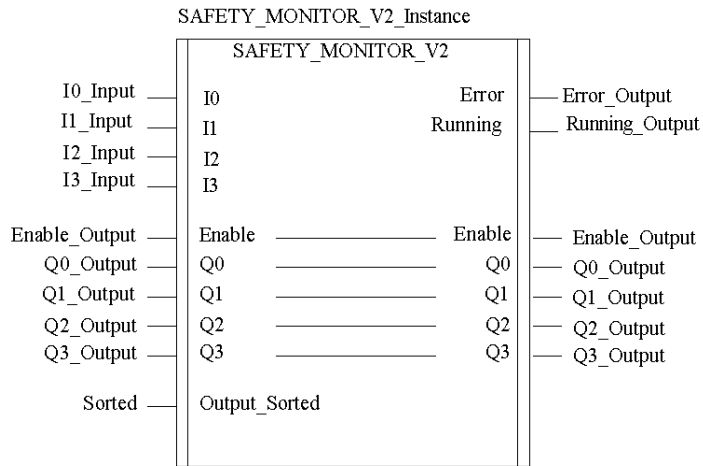 SAFETY_MONITOR_V2_Instance
SAFETY_MONITOR_V2
I0_Input I0 Error Error_Output
I1_Input I1 Running Running_Output
I2_Input I2
I3_Input I3
Enable_Output Enable Enable Enable_Output
Q0_Output Q0 Q0 Q0_Output
Q1_Output Q1 Q1 Q1_Output
Q2_Output Q2 Q2 Q2_Output
Q3_Output Q3 Q3 Q3_Output
Sorted Output_Sorted